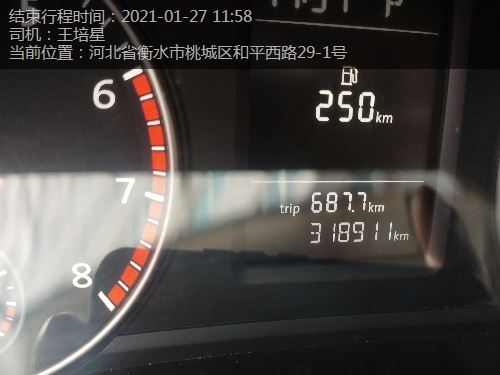 结束行程时间：2021-01-27 11:58
司机：王培星
当前位置：河北省衡水市桃城区和平西路29-1号
6
250km
7
trip 687.7km
318911km
8